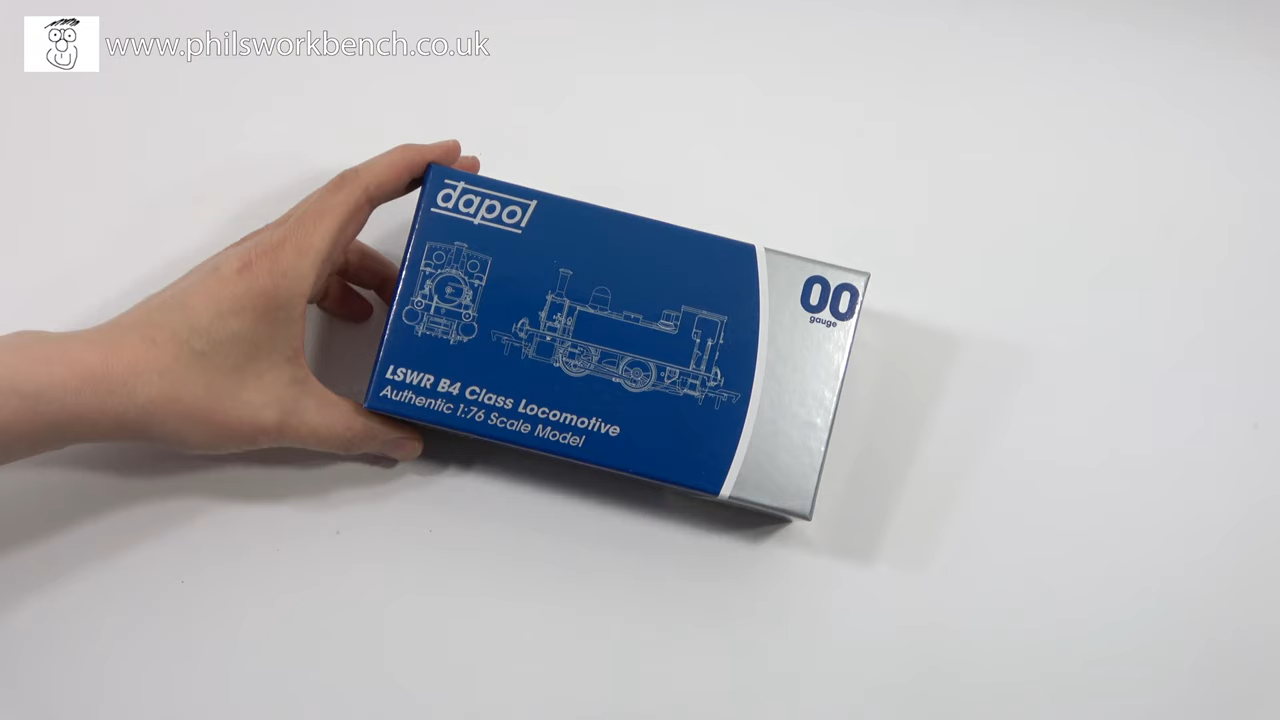 www.philsworkbench.co.uk
dapol
00
gauge
LSWR B4 Class Locomotive
Authentic 1:76 Scale Model